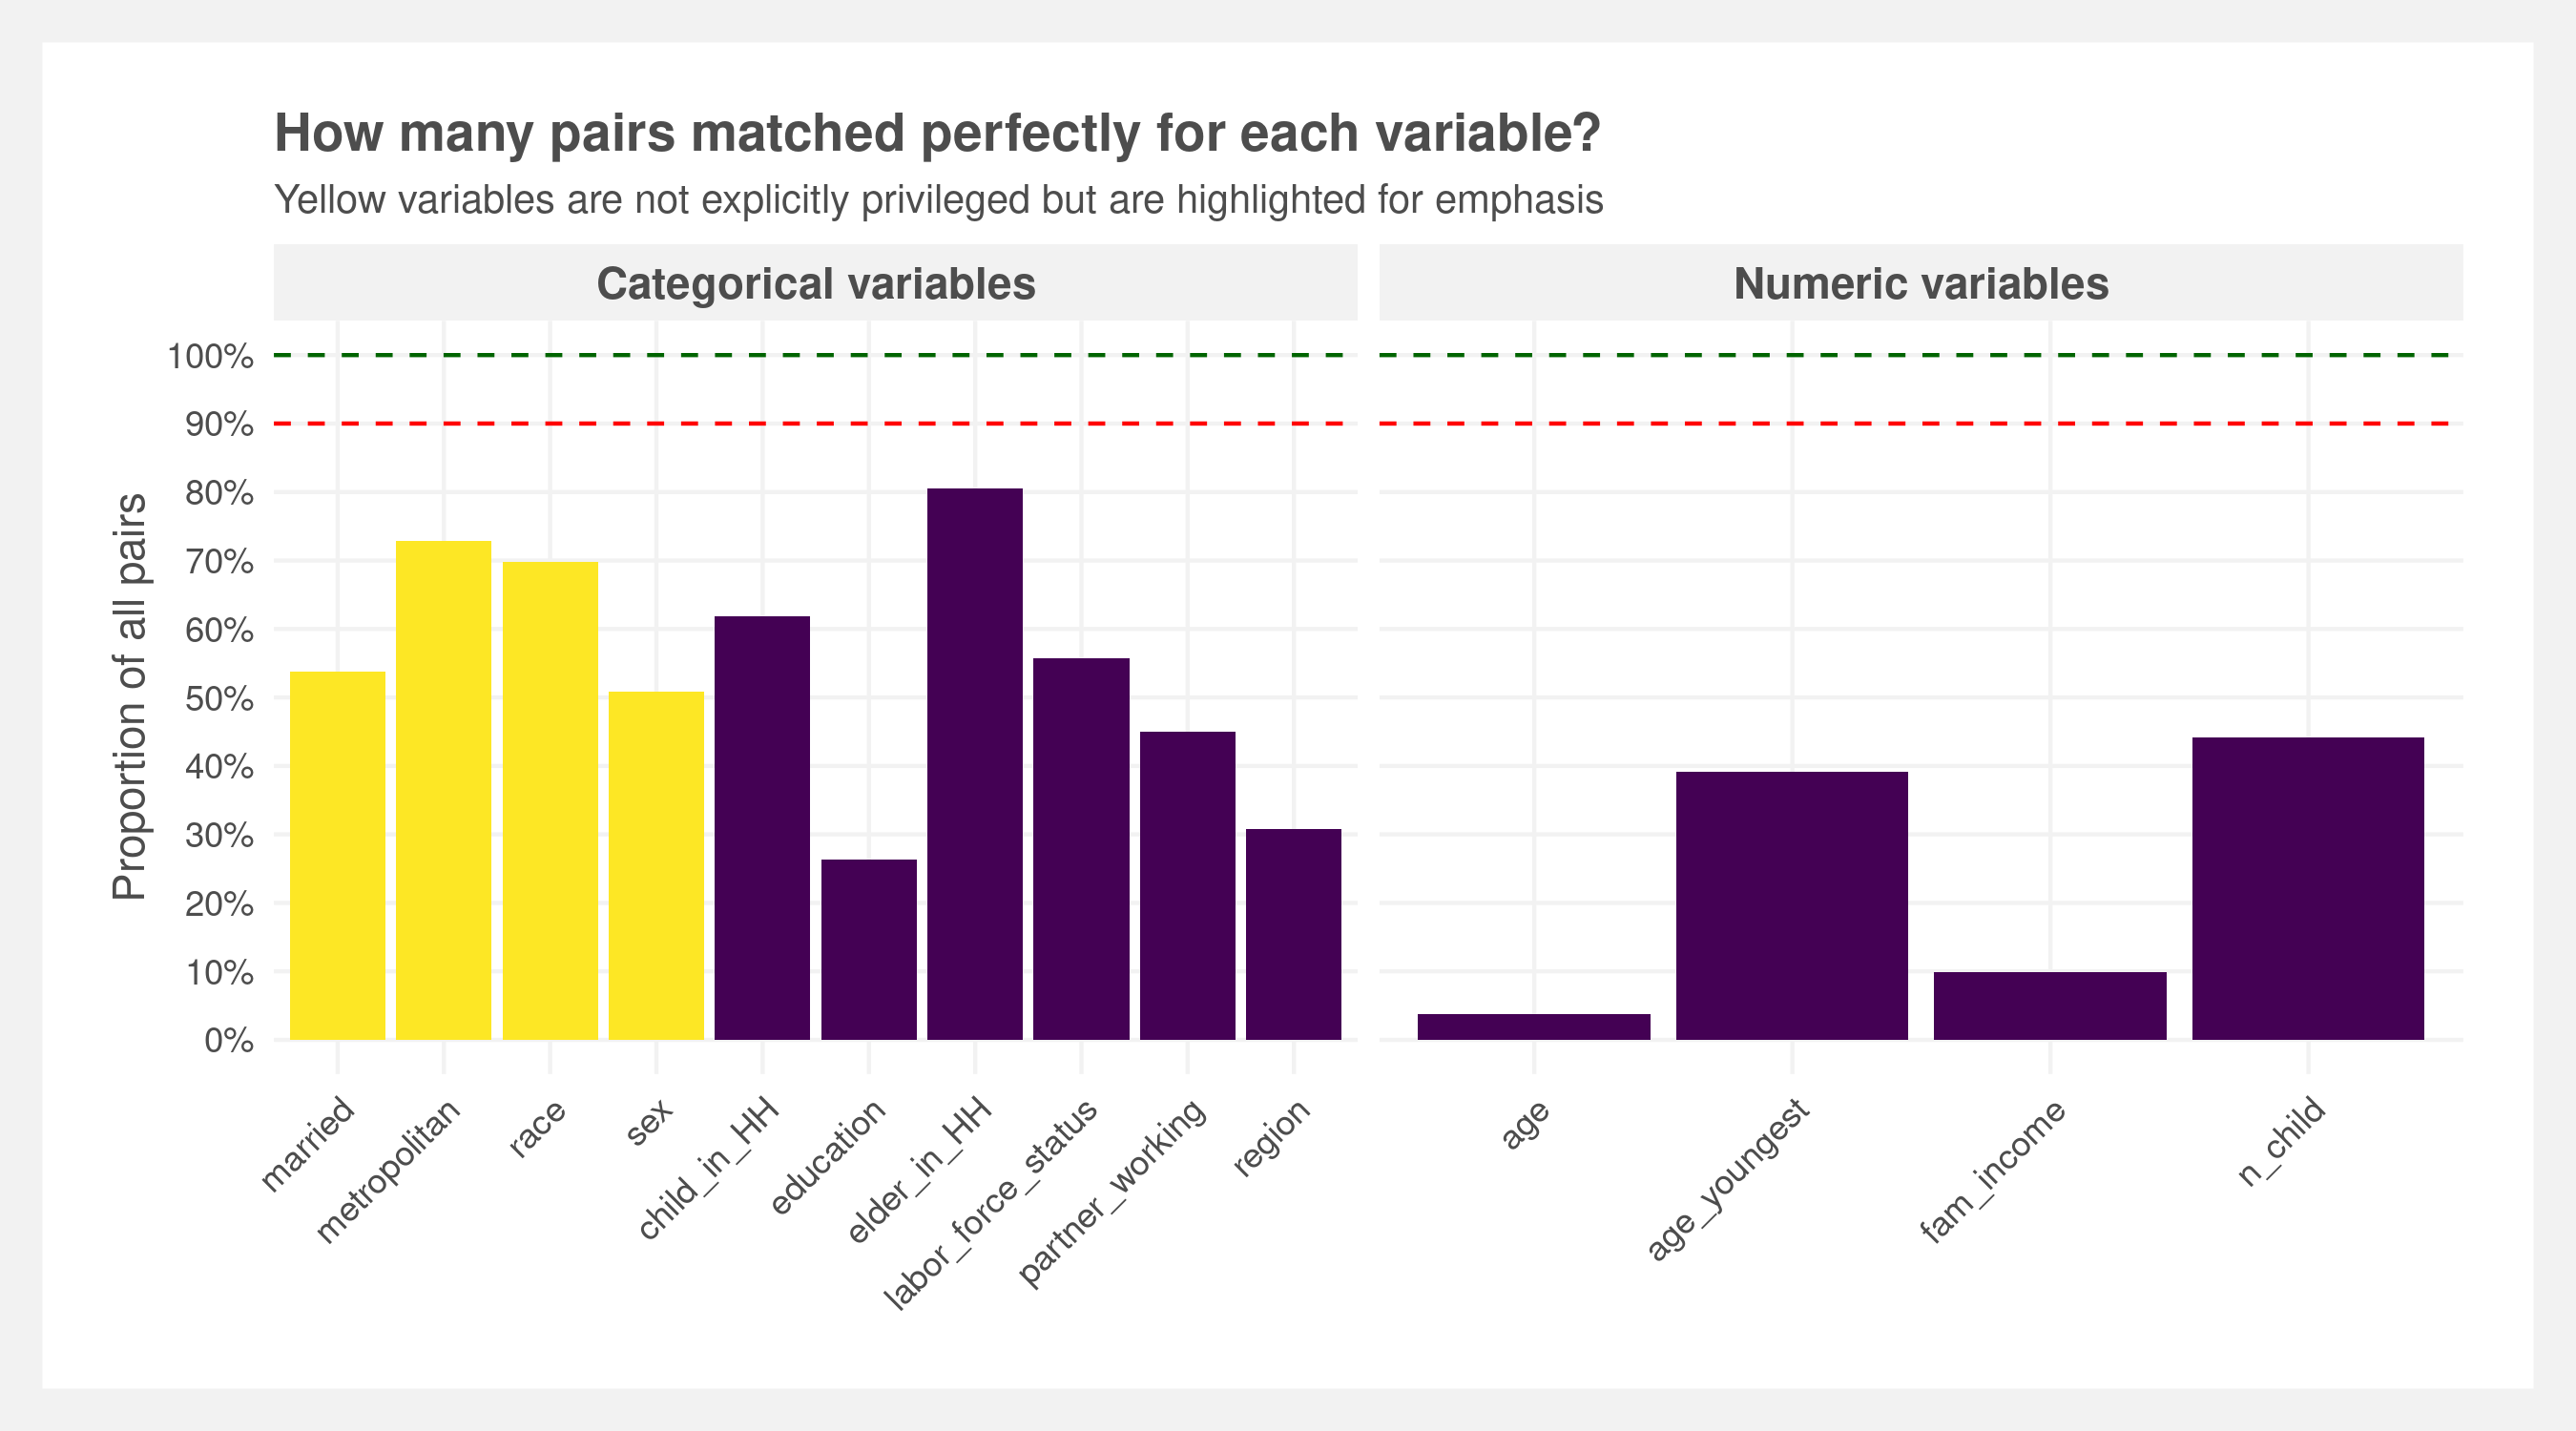 How many pairs matched perfectly for each variable?
Yellow variables are not explicitly privileged but are highlighted for emphasis
Categorical variables
Numeric variables
Proportion of all pairs
100%
90%
80%
70%
60%
50%
40%
30%
20%
10%
0%
married
metropolitan
race
sex
child_in_HH
education
elder_in_HH
labor_force_status
partner_working
region
age
age_youngest
fam_income
n_child